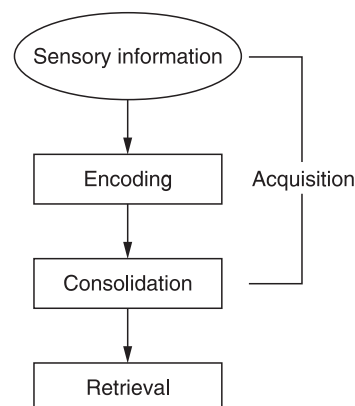 Sensory information
Encoding
Acquisition
Consolidation
Retrieval